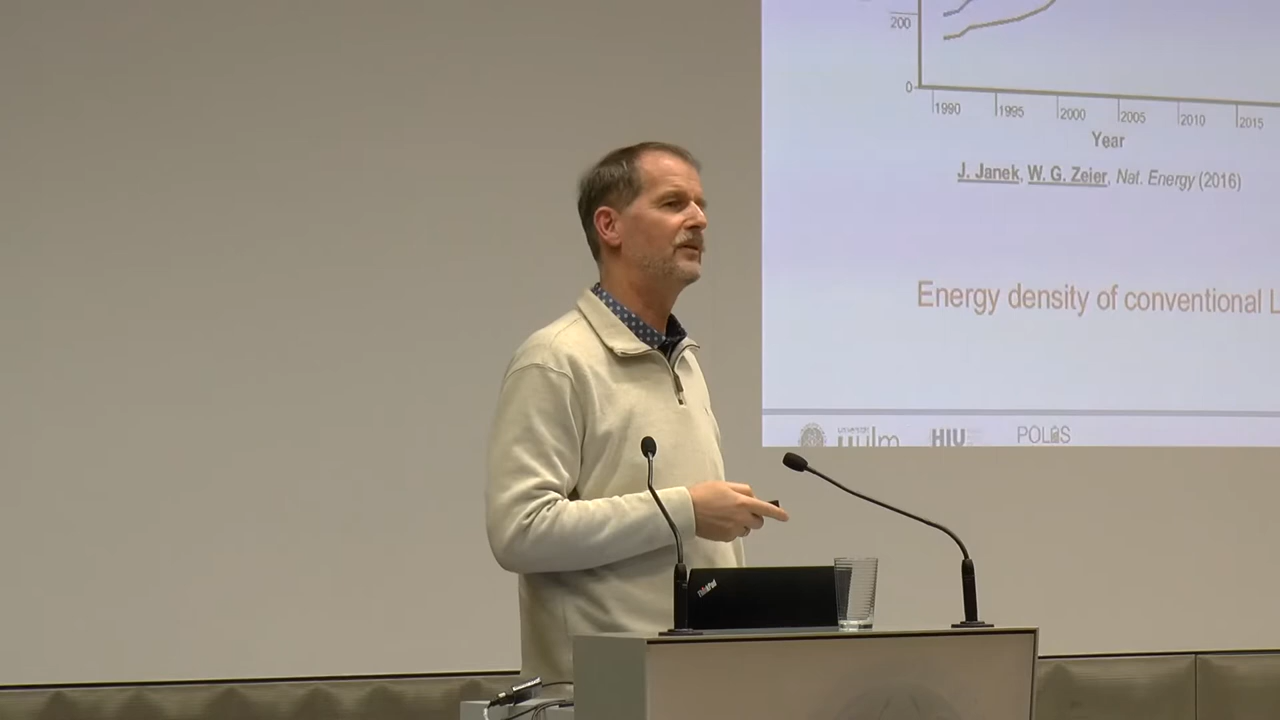 200
0
1990 1995 2000 2005 2010 2015
Year
J. Janek, W. G. Zeier, Nat. Energy (2016)
Energy density of conventional L
ulm HIU POLiS
ThinkPad